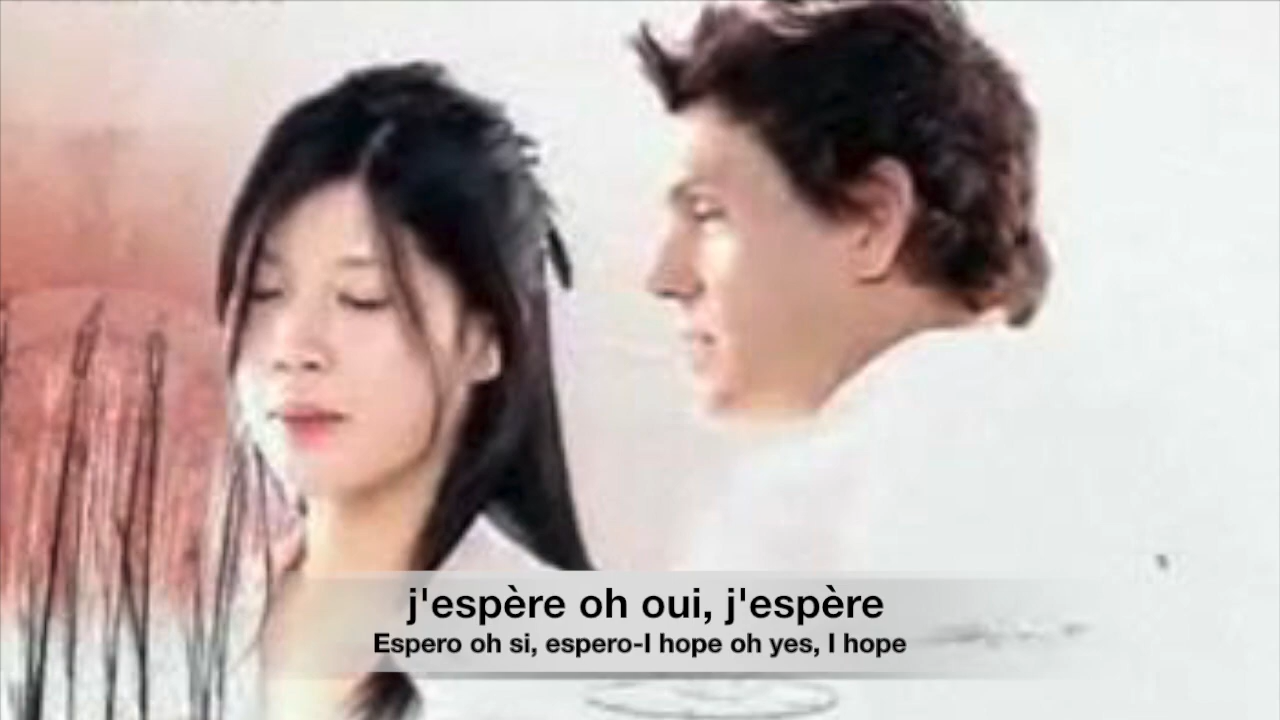 j'espère oh oui, j'espère
Espero oh si, espero-I hope oh yes, I hope